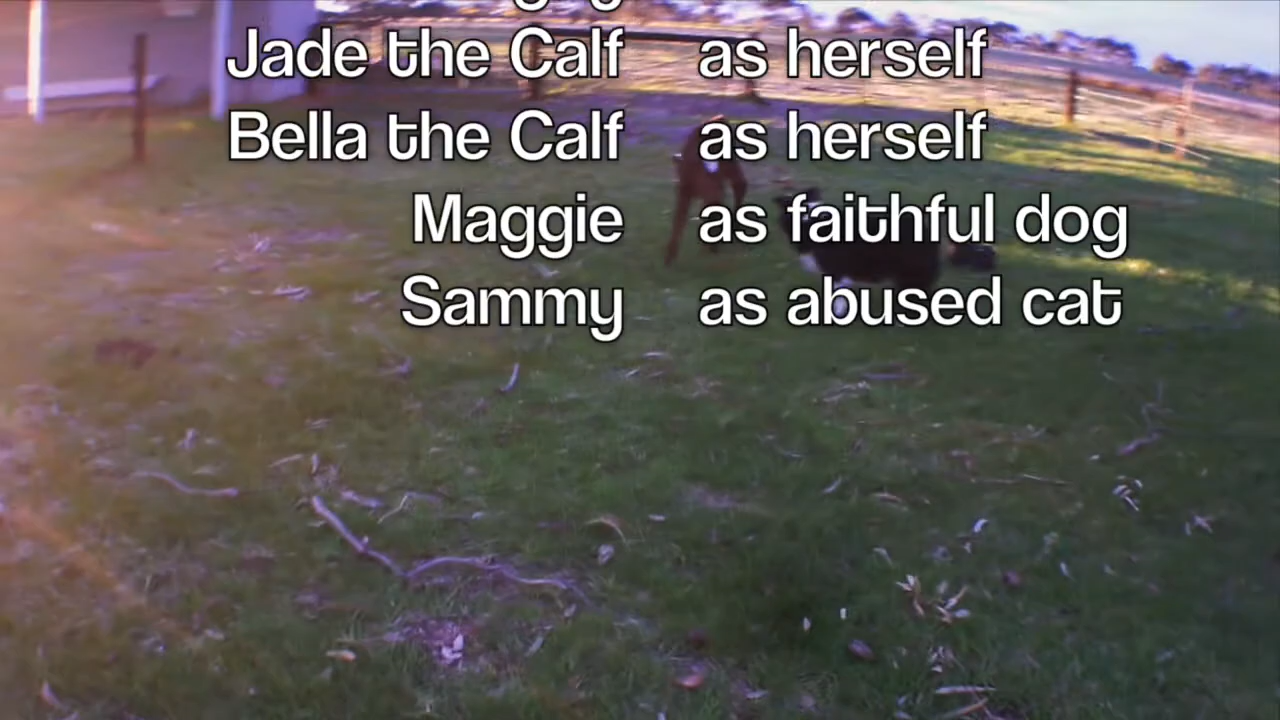 Jade the Calf as herself
Bella the Calf as herself
Maggie as faithful dog
Sammy as abused cat